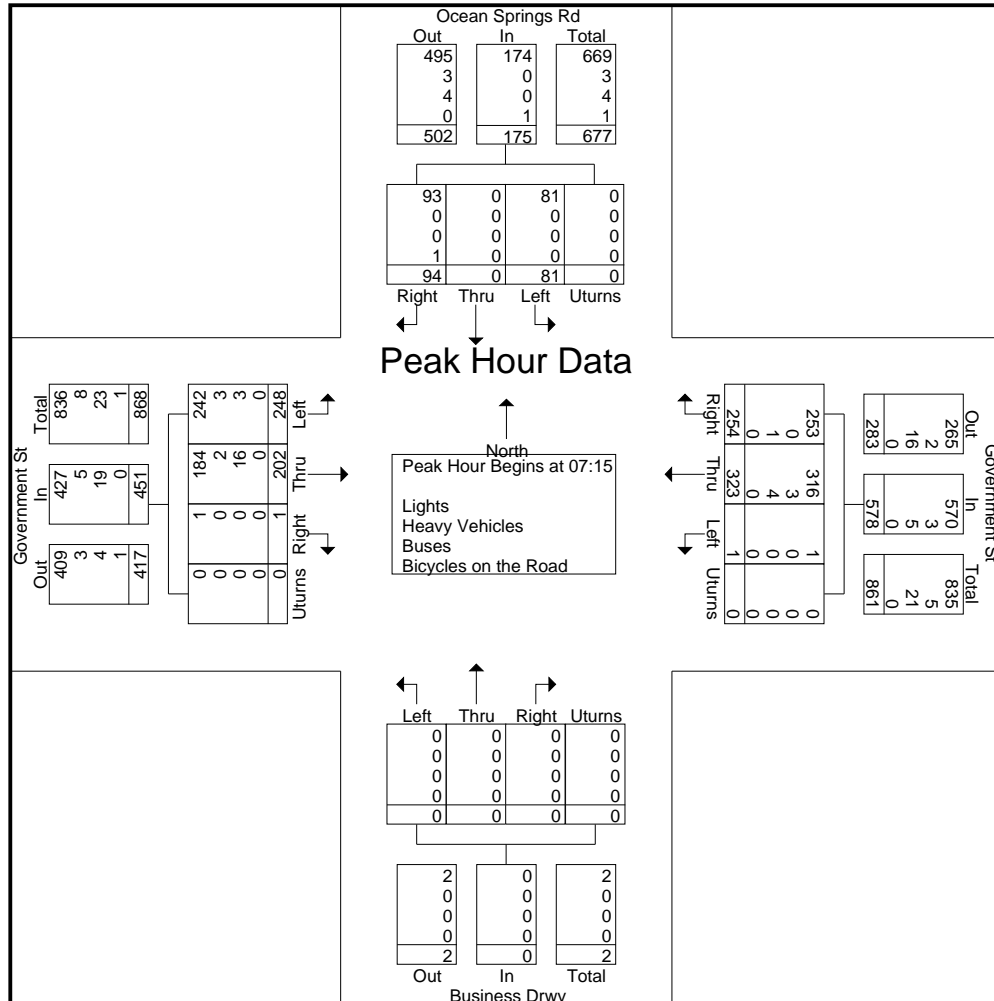 Ocean Springs Rd
Out In Total
495 174 669
3 0 3
4 0 4
0 1 1
502 175 677
93 0 81 0
0 0 0 0
0 0 0 0
1 0 0 0
94 0 81 0
Right Thru Left Uturns
Peak Hour Data
Government St
Total In Out
836 8 23 1 868
427 5 19 0 451
409 3 4 1 417
242 3 3 0 248
184 2 16 0 202
1 0 0 0 1
0 0 0 0 0
Left Thru Right Uturns
North
Peak Hour Begins at 07:15
Lights
Heavy Vehicles
Buses
Bicycles on the Road
Right Thru Left Uturns
253 0 1 0 254
316 3 4 0 323
1 0 0 0 1
0 0 0 0 0
Out In Total
265 2 16 0 283
570 3 5 0 578
835 5 21 0 861
Government St
Left Thru Right Uturns
0 0 0 0
0 0 0 0
0 0 0 0
0 0 0 0
0 0 0 0
2 0 2
0 0 0
0 0 0
0 0 0
2 0 2
Out In Total
Business Drwy